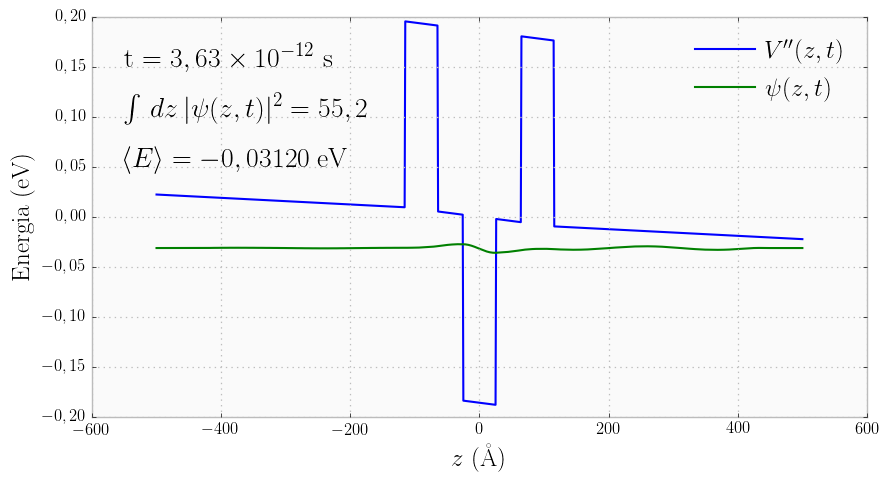 t = 3,63 × 10⁻¹² s
∫ dz |ψ(z,t)|² = 55,2
⟨E⟩ = −0,03120 eV
V″(z,t)
ψ(z,t)
Energia (eV)
0,20
0,15
0,10
0,05
0,00
−0,05
−0,10
−0,15
−0,20
−600
−400
−200
0
200
400
600
z (Å)